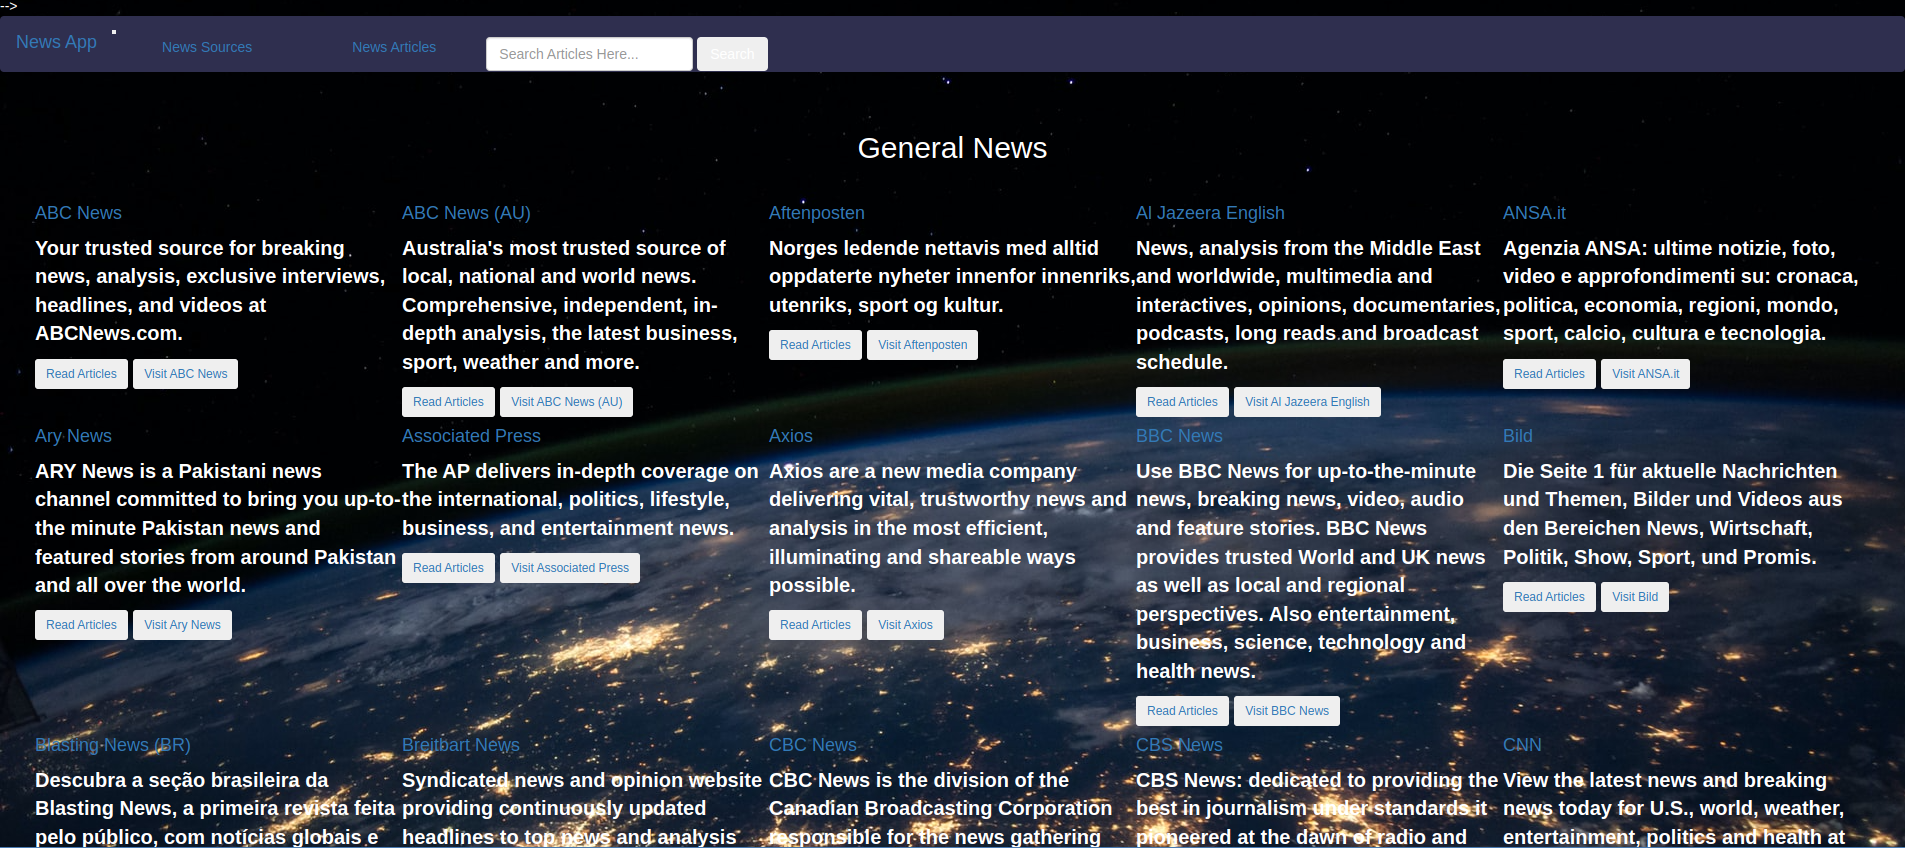 -->
News App
News Sources
News Articles
Search Articles Here...
Search
General News
ABC News
Your trusted source for breaking
news, analysis, exclusive interviews,
headlines, and videos at
ABCNews.com.
Read Articles
Visit ABC News
ABC News (AU)
Australia's most trusted source of
local, national and world news.
Comprehensive, independent, in-
depth analysis, the latest business,
sport, weather and more.
Read Articles
Visit ABC News (AU)
Aftenposten
Norges ledende nettavis med alltid
oppdaterte nyheter innenfor innenriks,
utenriks, sport og kultur.
Read Articles
Visit Aftenposten
Al Jazeera English
News, analysis from the Middle East
and worldwide, multimedia and
interactives, opinions, documentaries,
podcasts, long reads and broadcast
schedule.
Read Articles
Visit Al Jazeera English
ANSA.it
Agenzia ANSA: ultime notizie, foto,
video e approfondimenti su: cronaca,
politica, economia, regioni, mondo,
sport, calcio, cultura e tecnologia.
Read Articles
Visit ANSA.it
Ary News
ARY News is a Pakistani news
channel committed to bring you up-to-
the minute Pakistan news and
featured stories from around Pakistan
and all over the world.
Read Articles
Visit Ary News
Associated Press
The AP delivers in-depth coverage on
the international, politics, lifestyle,
business, and entertainment news.
Read Articles
Visit Associated Press
Axios
Axios are a new media company
delivering vital, trustworthy news and
analysis in the most efficient,
illuminating and shareable ways
possible.
Read Articles
Visit Axios
BBC News
Use BBC News for up-to-the-minute
news, breaking news, video, audio
and feature stories. BBC News
provides trusted World and UK news
as well as local and regional
perspectives. Also entertainment,
business, science, technology and
health news.
Read Articles
Visit BBC News
Bild
Die Seite 1 für aktuelle Nachrichten
und Themen, Bilder und Videos aus
den Bereichen News, Wirtschaft,
Politik, Show, Sport, und Promis.
Read Articles
Visit Bild
Blasting News (BR)
Descubra a seção brasileira da
Blasting News, a primeira revista feita
pelo público, com notícias globais e
Breitbart News
Syndicated news and opinion website
providing continuously updated
headlines to top news and analysis
CBC News
CBC News is the division of the
Canadian Broadcasting Corporation
responsible for the news gathering
CBS News
CBS News: dedicated to providing the
best in journalism under standards it
pioneered at the dawn of radio and
CNN
View the latest news and breaking
news today for U.S., world, weather,
entertainment, politics and health at